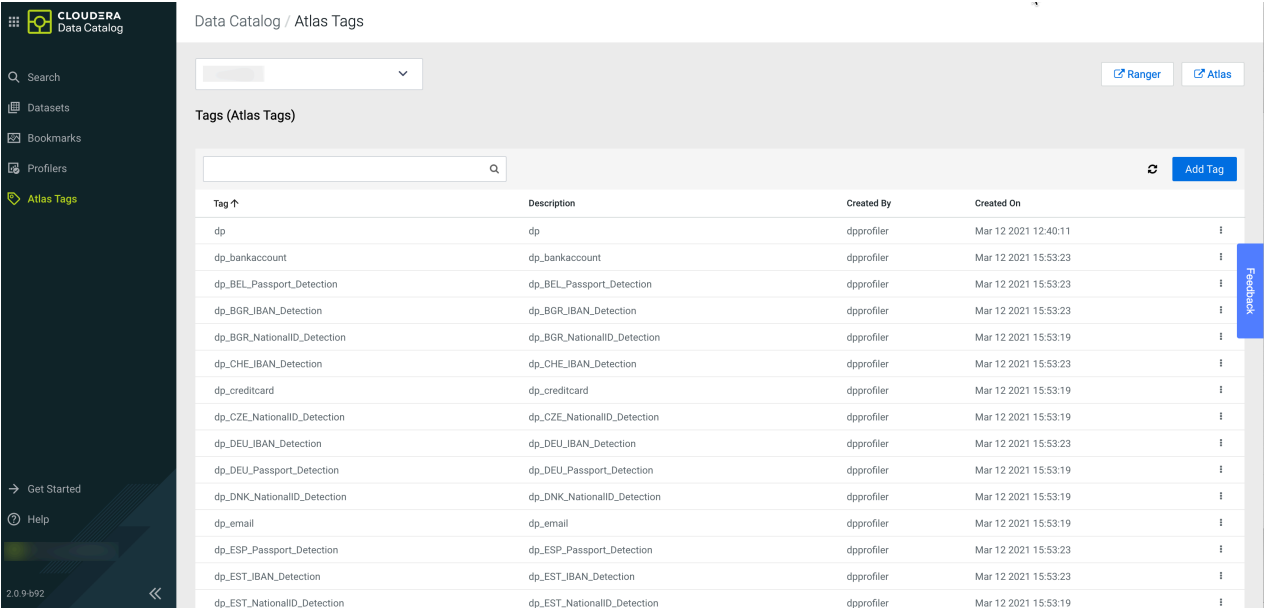 CLOUDERA
Data Catalog
Search
Datasets
Bookmarks
Profilers
Atlas Tags
Get Started
Help
2.0.9-b92
Data Catalog / Atlas Tags
Ranger
Atlas
Tags (Atlas Tags)
Add Tag
Tag Description Created By Created On
dp dp dpprofiler Mar 12 2021 12:40:11
dp_bankaccount dp_bankaccount dpprofiler Mar 12 2021 15:53:23
dp_BEL_Passport_Detection dp_BEL_Passport_Detection dpprofiler Mar 12 2021 15:53:23
dp_BGR_IBAN_Detection dp_BGR_IBAN_Detection dpprofiler Mar 12 2021 15:53:23
dp_BGR_NationalID_Detection dp_BGR_NationalID_Detection dpprofiler Mar 12 2021 15:53:19
dp_CHE_IBAN_Detection dp_CHE_IBAN_Detection dpprofiler Mar 12 2021 15:53:23
dp_creditcard dp_creditcard dpprofiler Mar 12 2021 15:53:19
dp_CZE_NationalID_Detection dp_CZE_NationalID_Detection dpprofiler Mar 12 2021 15:53:19
dp_DEU_IBAN_Detection dp_DEU_IBAN_Detection dpprofiler Mar 12 2021 15:53:23
dp_DEU_Passport_Detection dp_DEU_Passport_Detection dpprofiler Mar 12 2021 15:53:19
dp_DNK_NationalID_Detection dp_DNK_NationalID_Detection dpprofiler Mar 12 2021 15:53:19
dp_email dp_email dpprofiler Mar 12 2021 15:53:19
dp_ESP_Passport_Detection dp_ESP_Passport_Detection dpprofiler Mar 12 2021 15:53:23
dp_EST_IBAN_Detection dp_EST_IBAN_Detection dpprofiler Mar 12 2021 15:53:23
dp_EST_NationalID_Detection dp_EST_NationalID_Detection dpprofiler Mar 12 2021 15:53:19
Feedback